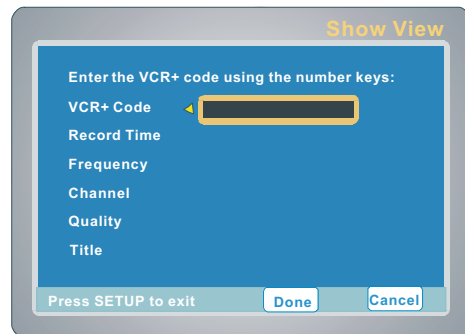 Show View
Enter the VCR+ code using the number keys:
VCR+ Code
Record Time
Frequency
Channel
Quality
Title
Press SETUP to exit Done Cancel